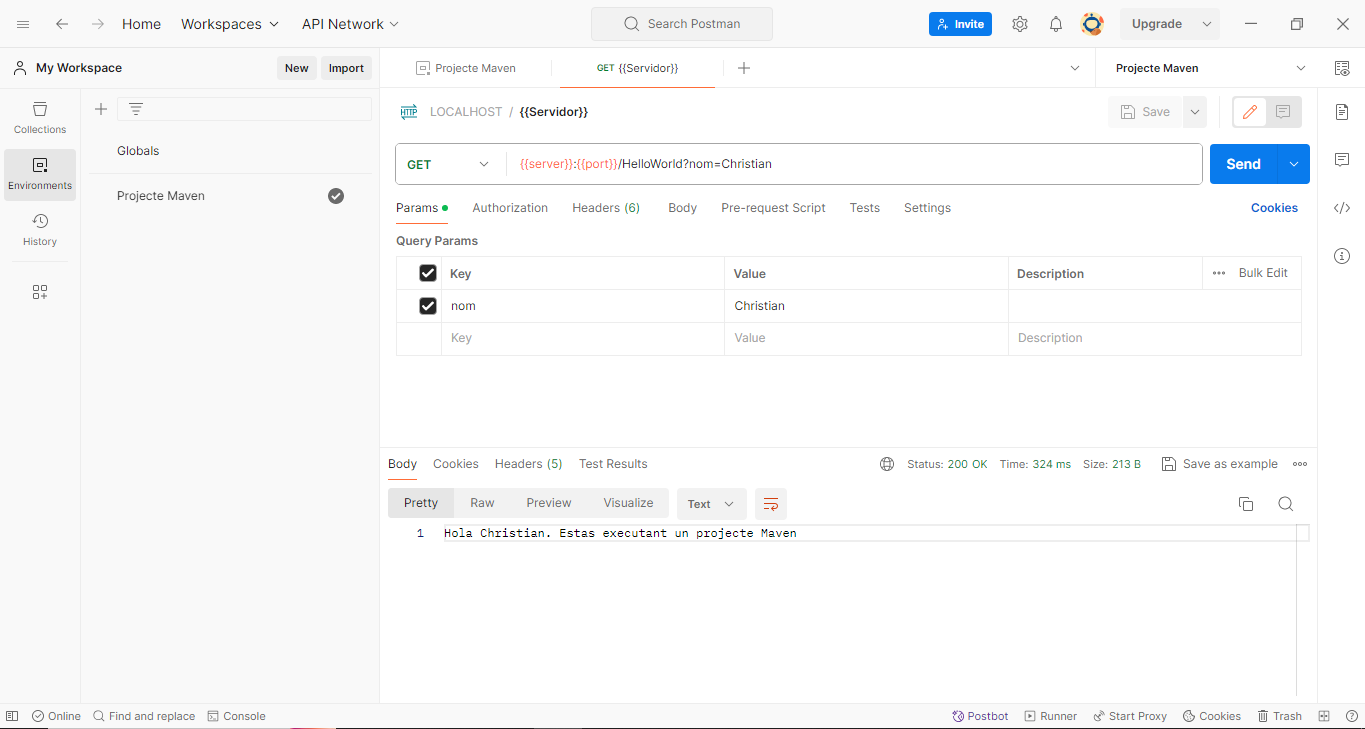 Home Workspaces API Network Search Postman Invite Upgrade
My Workspace New Import Projecte Maven GET {{Servidor}} Projecte Maven
Collections
Environments
History
Globals
Projecte Maven
HTTP LOCALHOST / {{Servidor}} Save
GET {{server}}:{{port}}/HelloWorld?nom=Christian Send
Params Authorization Headers (6) Body Pre-request Script Tests Settings Cookies
Query Params
Key Value Description Bulk Edit
nom Christian
Key Value Description
Body Cookies Headers (5) Test Results Status: 200 OK Time: 324 ms Size: 213 B Save as example
Pretty Raw Preview Visualize Text
1 Hola Christian. Estas executant un projecte Maven
Online Find and replace Console Postbot Runner Start Proxy Cookies Trash